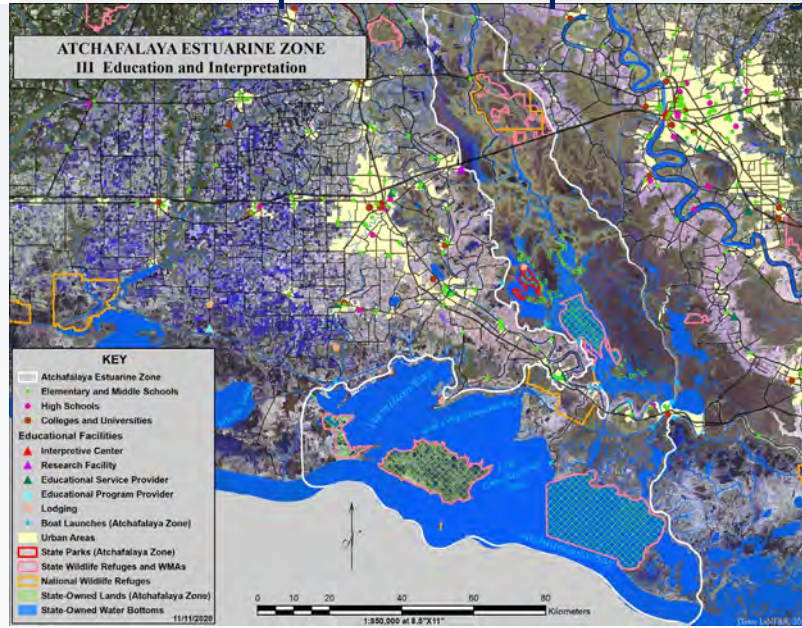 ATCHAFALAYA ESTUARINE ZONE
III Education and Interpretation
Vermilion Bay
KEY
Atchafalaya Estuarine Zone
Elementary and Middle Schools
High Schools
Colleges and Universities
Educational Facilities
Interpretive Center
Research Facility
Educational Service Provider
Educational Program Provider
Lodging
Boat Launches (Atchafalaya Zone)
Urban Areas
State Parks (Atchafalaya Zone)
State Wildlife Refuges and WMAs
National Wildlife Refuges
State-Owned Lands (Atchafalaya Zone)
State-Owned Water Bottoms
11/11/2020
0 10 20 40 60 80
Kilometers
1:950,000 at 8.5"X11"